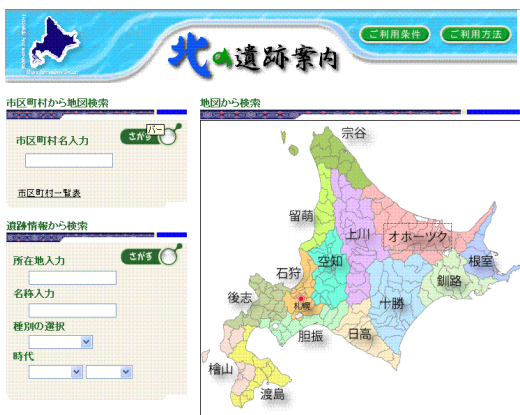 北の遺跡案内
ご利用条件
ご利用方法
市区町村から地図検索
市区町村名入力
さがす
バー
市区町村一覧表
遺跡情報から検索
所在地入力
さがす
名称入力
種別の選択
時代
地図から検索
宗谷
留萌
上川
オホーツク
空知
根室
石狩
釧路
札幌
後志
十勝
胆振
日高
檜山
渡島